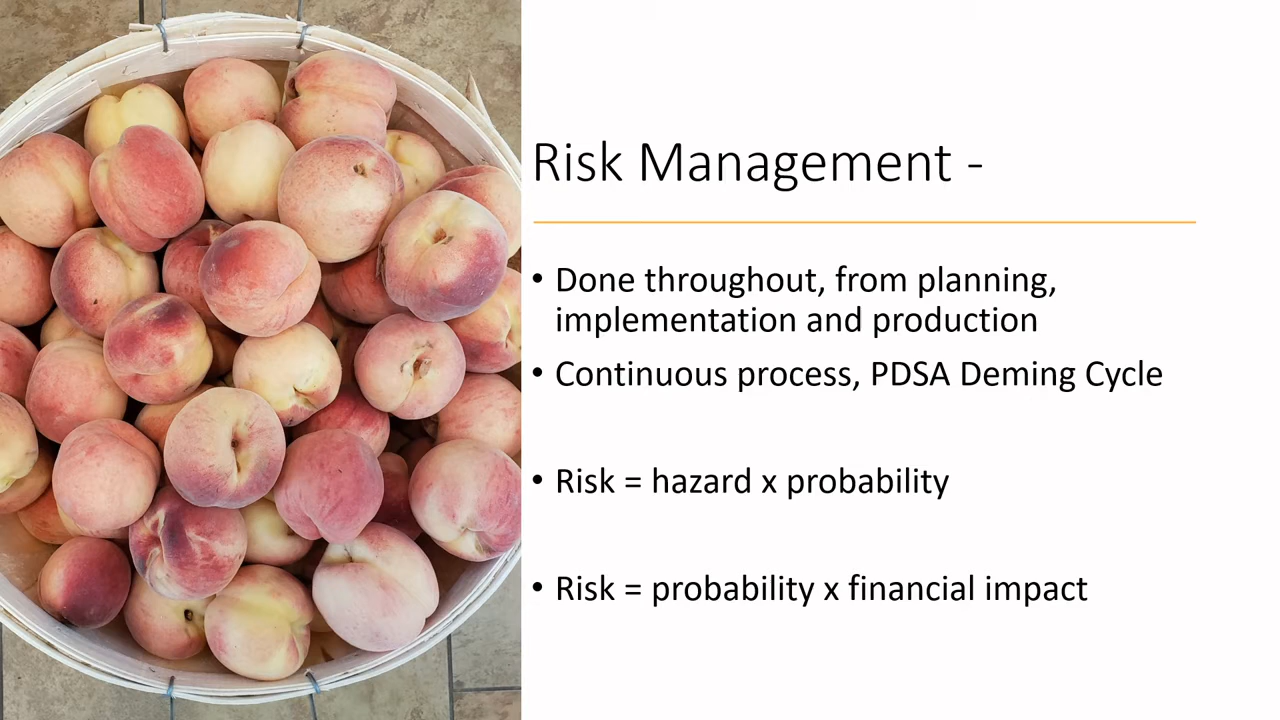 Risk Management -
• Done throughout, from planning,
implementation and production
• Continuous process, PDSA Deming Cycle
• Risk = hazard x probability
• Risk = probability x financial impact